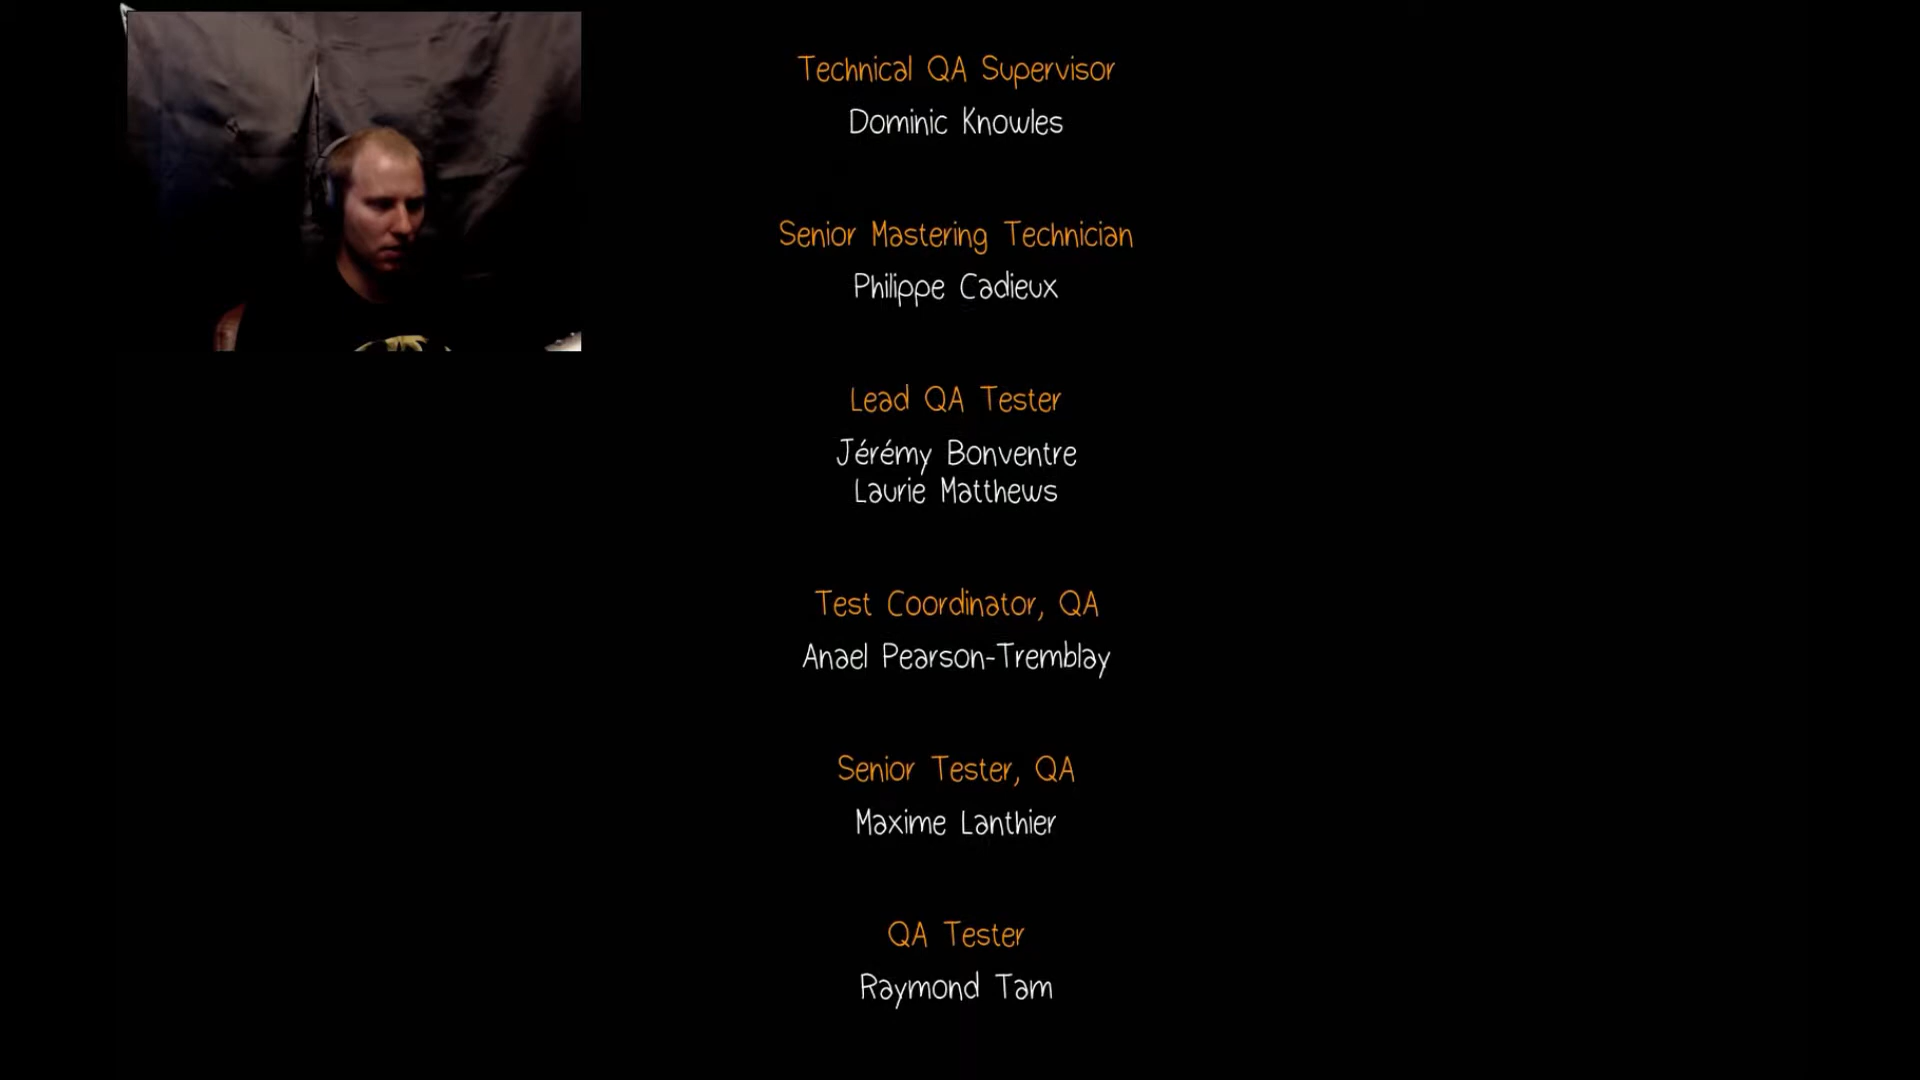 Technical QA Supervisor
Dominic Knowles
Senior Mastering Technician
Philippe Cadieux
Lead QA Tester
Jérémy Bonventre
Laurie Matthews
Test Coordinator, QA
Anael Pearson-Tremblay
Senior Tester, QA
Maxime Lanthier
QA Tester
Raymond Tam